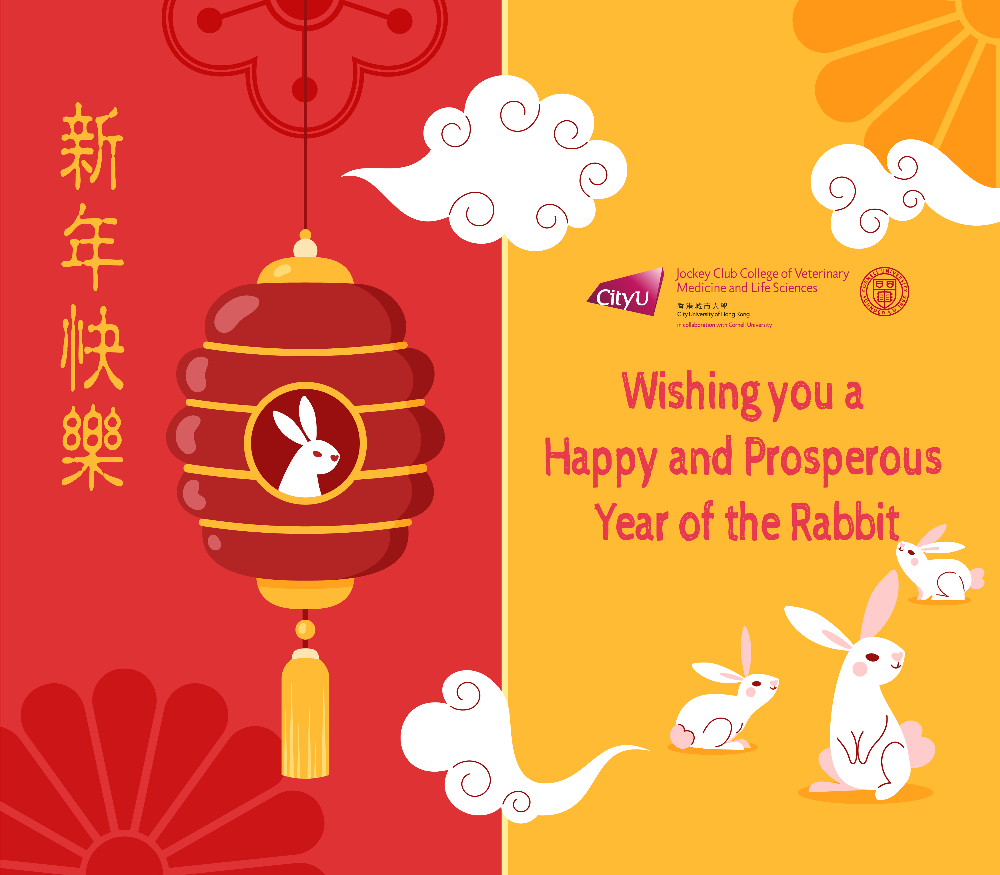 新年快樂
CityU
Jockey Club College of Veterinary
Medicine and Life Sciences
香港城市大學
City University of Hong Kong
in collaboration with Cornell University
CORNELL UNIVERSITY
FOUNDED A.D. 1865
Wishing you a
Happy and Prosperous
Year of the Rabbit